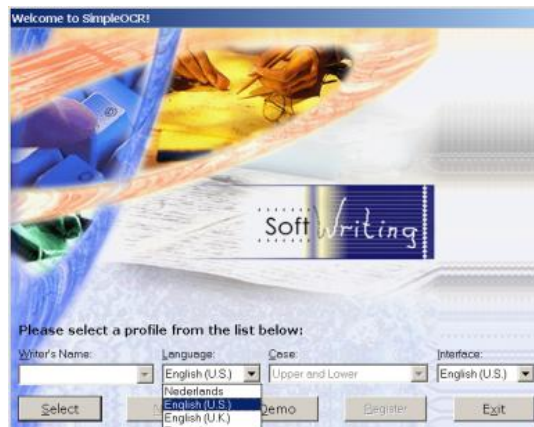 Welcome to SimpleOCR!
Soft Writing
Please select a profile from the list below:
Writer's Name: Language: Case: Interface:
English (U.S.) Upper and Lower English (U.S.)
Nederlands
English (U.S.)
English (U.K.)
Select Demo Register Exit